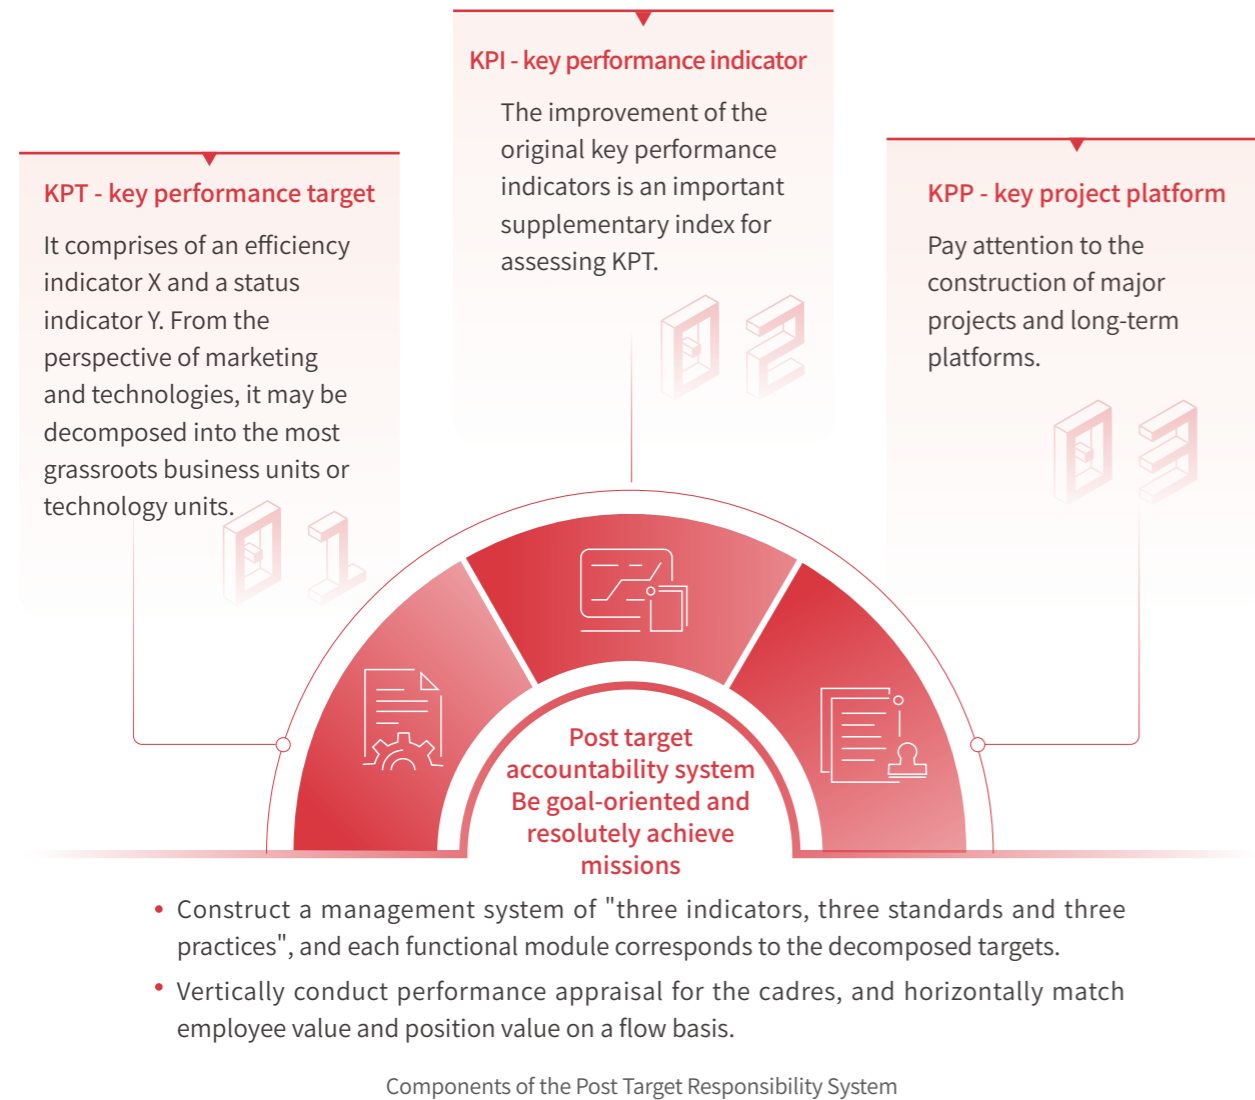 KPI - key performance indicator
The improvement of the
original key performance
indicators is an important
supplementary index for
assessing KPT.
02
KPT - key performance target
It comprises of an efficiency
indicator X and a status
indicator Y. From the
perspective of marketing
and technologies, it may be
decomposed into the most
grassroots business units or
technology units.
01
KPP - key project platform
Pay attention to the
construction of major
projects and long-term
platforms.
03
Post target
accountability system
Be goal-oriented and
resolutely achieve
missions
• Construct a management system of "three indicators, three standards and three
practices", and each functional module corresponds to the decomposed targets.
• Vertically conduct performance appraisal for the cadres, and horizontally match
employee value and position value on a flow basis.
Components of the Post Target Responsibility System